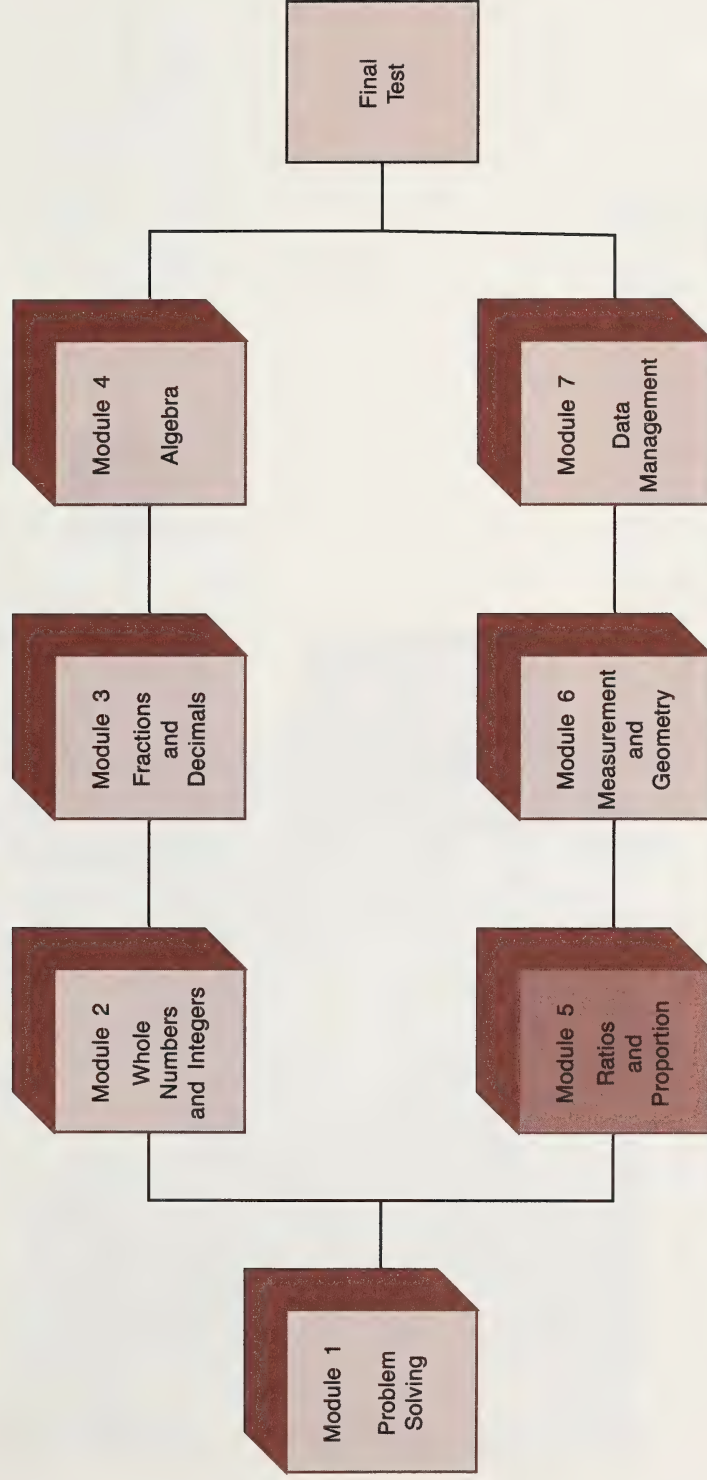 Module 1
Problem
Solving
Module 2
Whole
Numbers
and Integers
Module 3
Fractions
and
Decimals
Module 4
Algebra
Module 5
Ratios
and
Proportion
Module 6
Measurement
and
Geometry
Module 7
Data
Management
Final
Test